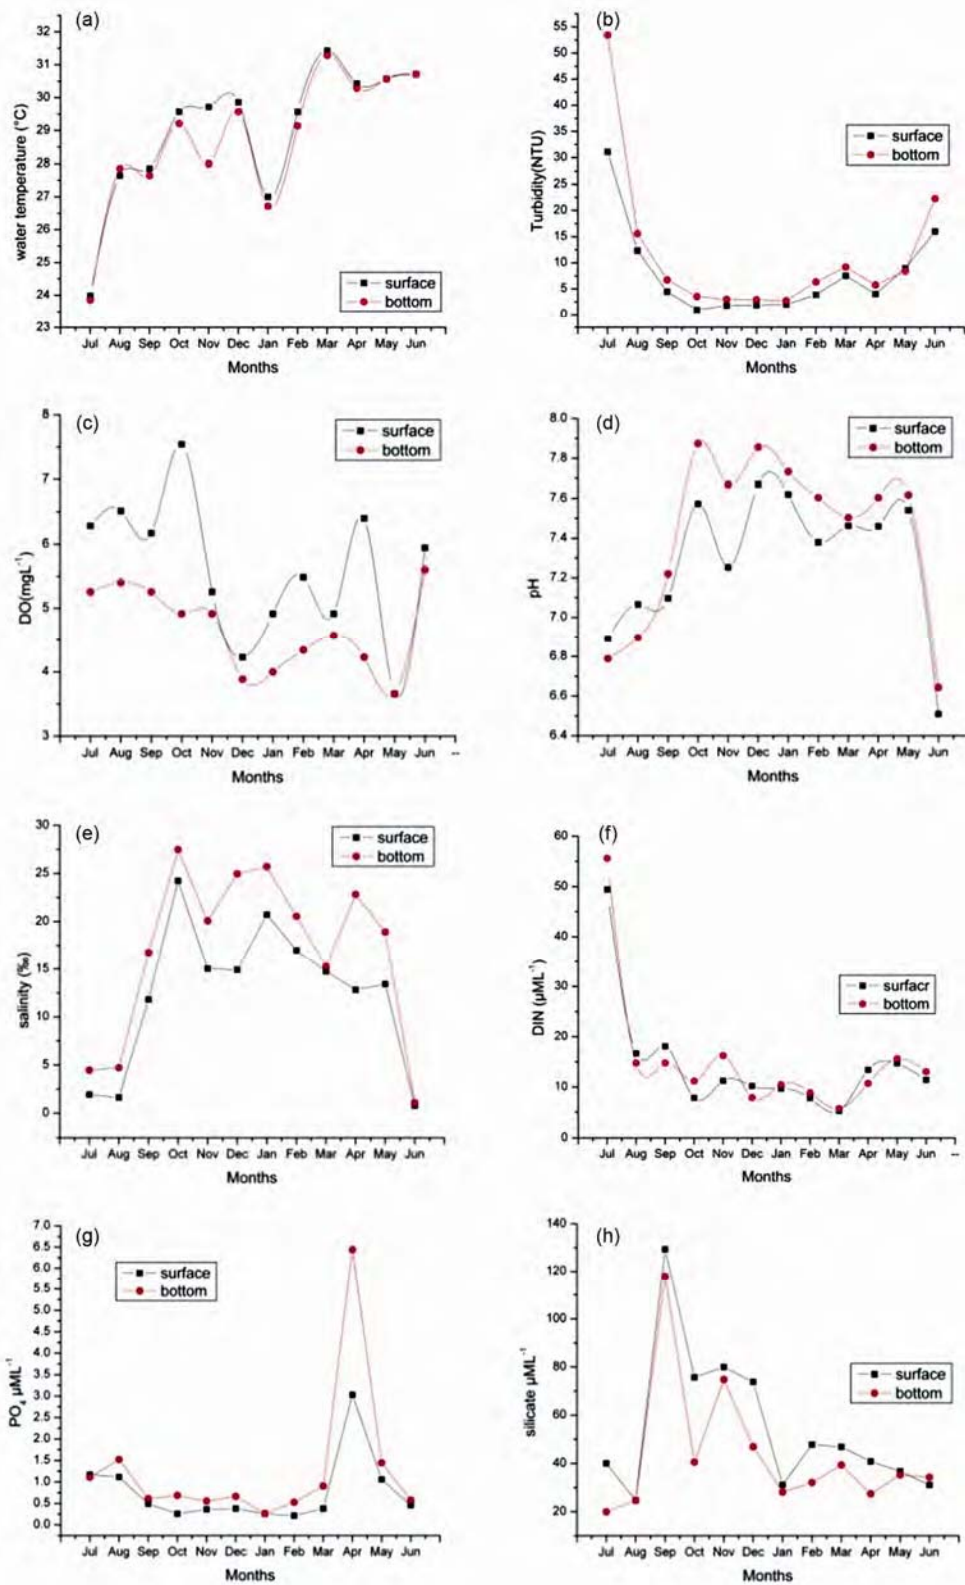 (a)
water temperature (°C)
32
31
30
29
28
27
26
25
24
23
surface
bottom
Jul Aug Sep Oct Nov Dec Jan Feb Mar Apr May Jun
Months
(b)
Turbidity(NTU)
55
50
45
40
35
30
25
20
15
10
5
0
surface
bottom
Jul Aug Sep Oct Nov Dec Jan Feb Mar Apr May Jun
Months
(c)
DO(mgL⁻¹)
8
7
6
5
4
3
surface
bottom
Jul Aug Sep Oct Nov Dec Jan Feb Mar Apr May Jun --
Months
(d)
pH
8.0
7.8
7.6
7.4
7.2
7.0
6.8
6.6
6.4
surface
bottom
Jul Aug Sep Oct Nov Dec Jan Feb Mar Apr May Jun
Months
(e)
salinity (‰)
30
25
20
15
10
5
0
surface
bottom
Jul Aug Sep Oct Nov Dec Jan Feb Mar Apr May Jun
Months
(f)
DIN (µML⁻¹)
60
50
40
30
20
10
0
surfacr
bottom
Jul Aug Sep Oct Nov Dec Jan Feb Mar Apr May Jun --
Months
(g)
PO₄ µML⁻¹
7.0
6.5
6.0
5.5
5.0
4.5
4.0
3.5
3.0
2.5
2.0
1.5
1.0
0.5
0.0
surface
bottom
Jul Aug Sep Oct Nov Dec Jan Feb Mar Apr May Jun
Months
(h)
silicate µML⁻¹
140
120
100
80
60
40
20
surface
bottom
Jul Aug Sep Oct Nov Dec Jan Feb Mar Apr May Jun
Months